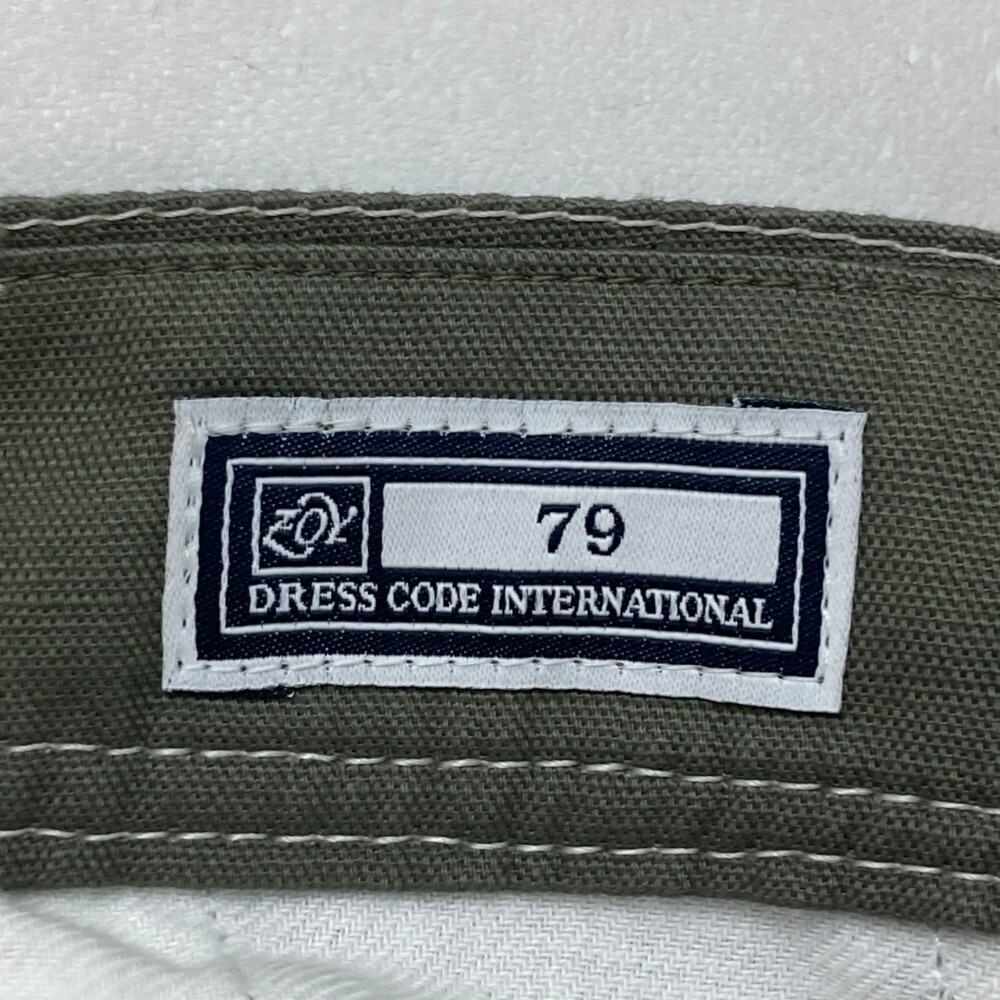 ZOY
79
DRESS CODE INTERNATIONAL